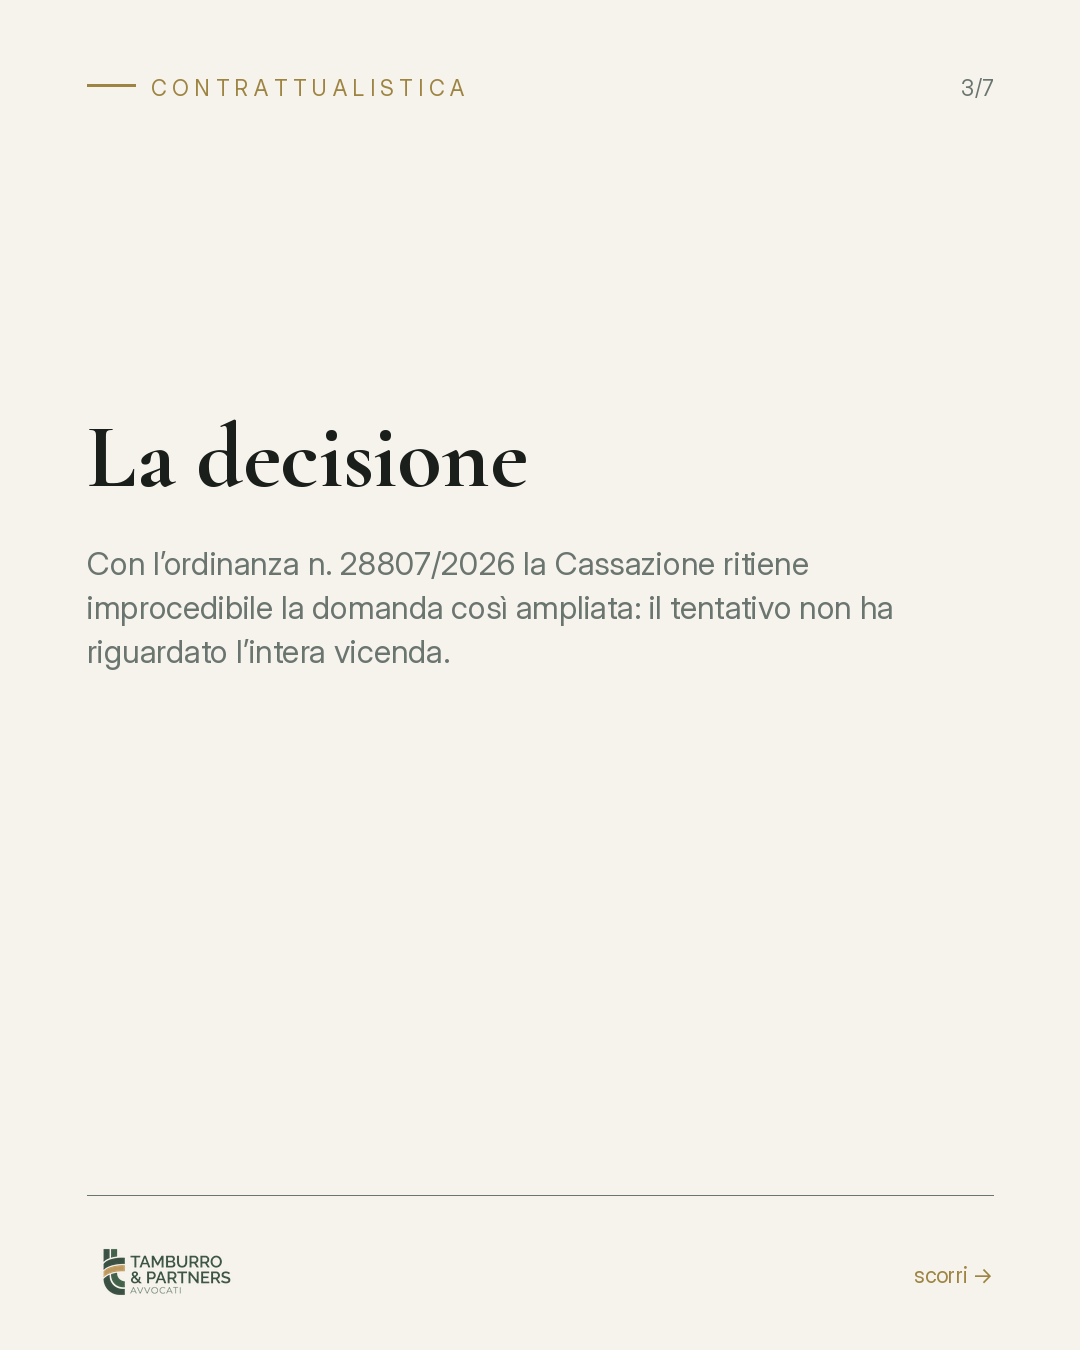 CONTRATTUALISTICA
3/7
La decisione
Con l’ordinanza n. 28807/2026 la Cassazione ritiene
improcedibile la domanda così ampliata: il tentativo non ha
riguardato l’intera vicenda.
TAMBURRO
& PARTNERS
AVVOCATI
scorri →